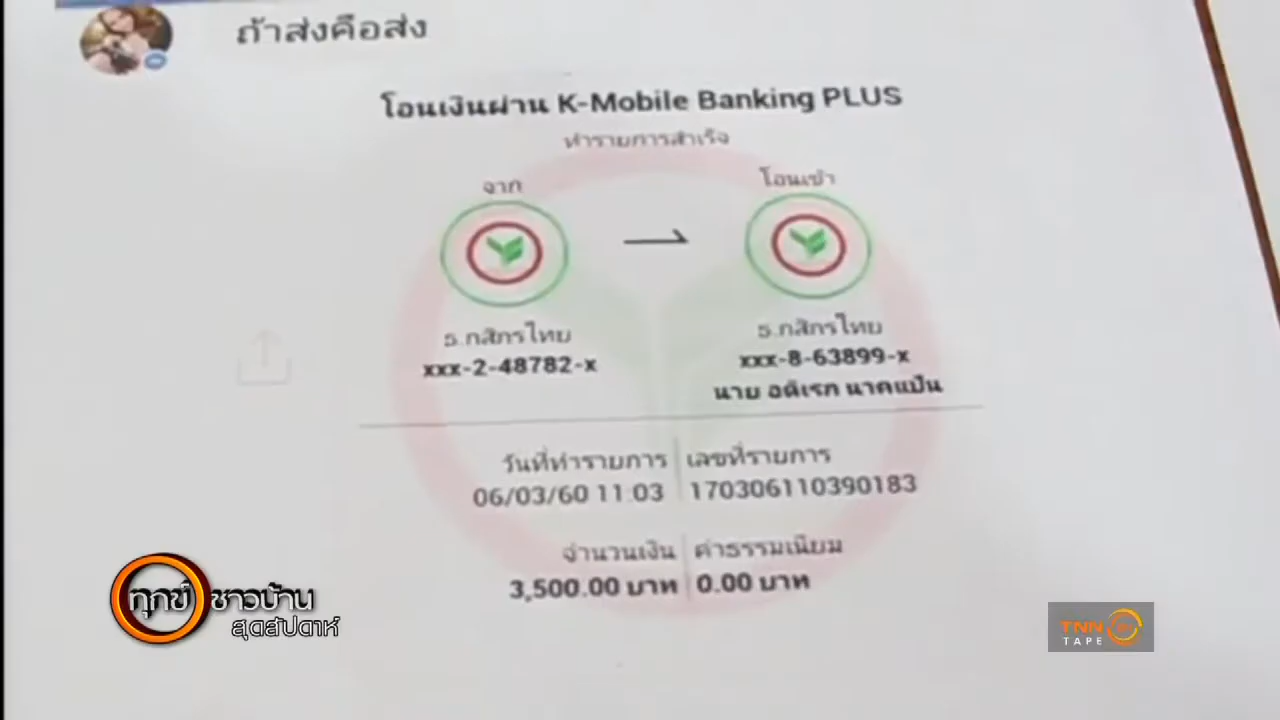 ถ้าส่งคือส่ง
โอนเงินผ่าน K-Mobile Banking PLUS
ทำรายการสำเร็จ
จาก
โอนเข้า
ธ.กสิกรไทย
xxx-2-48782-x
ธ.กสิกรไทย
xxx-8-63899-x
นาย อดิเรก นาคแป้น
วันที่ทำรายการ
06/03/60 11:03
เลขที่รายการ
170306110390183
จำนวนเงิน
3,500.00 บาท
ค่าธรรมเนียม
0.00 บาท
ทุกข์ชาวบ้าน
สุดสัปดาห์
TNN
TAPE